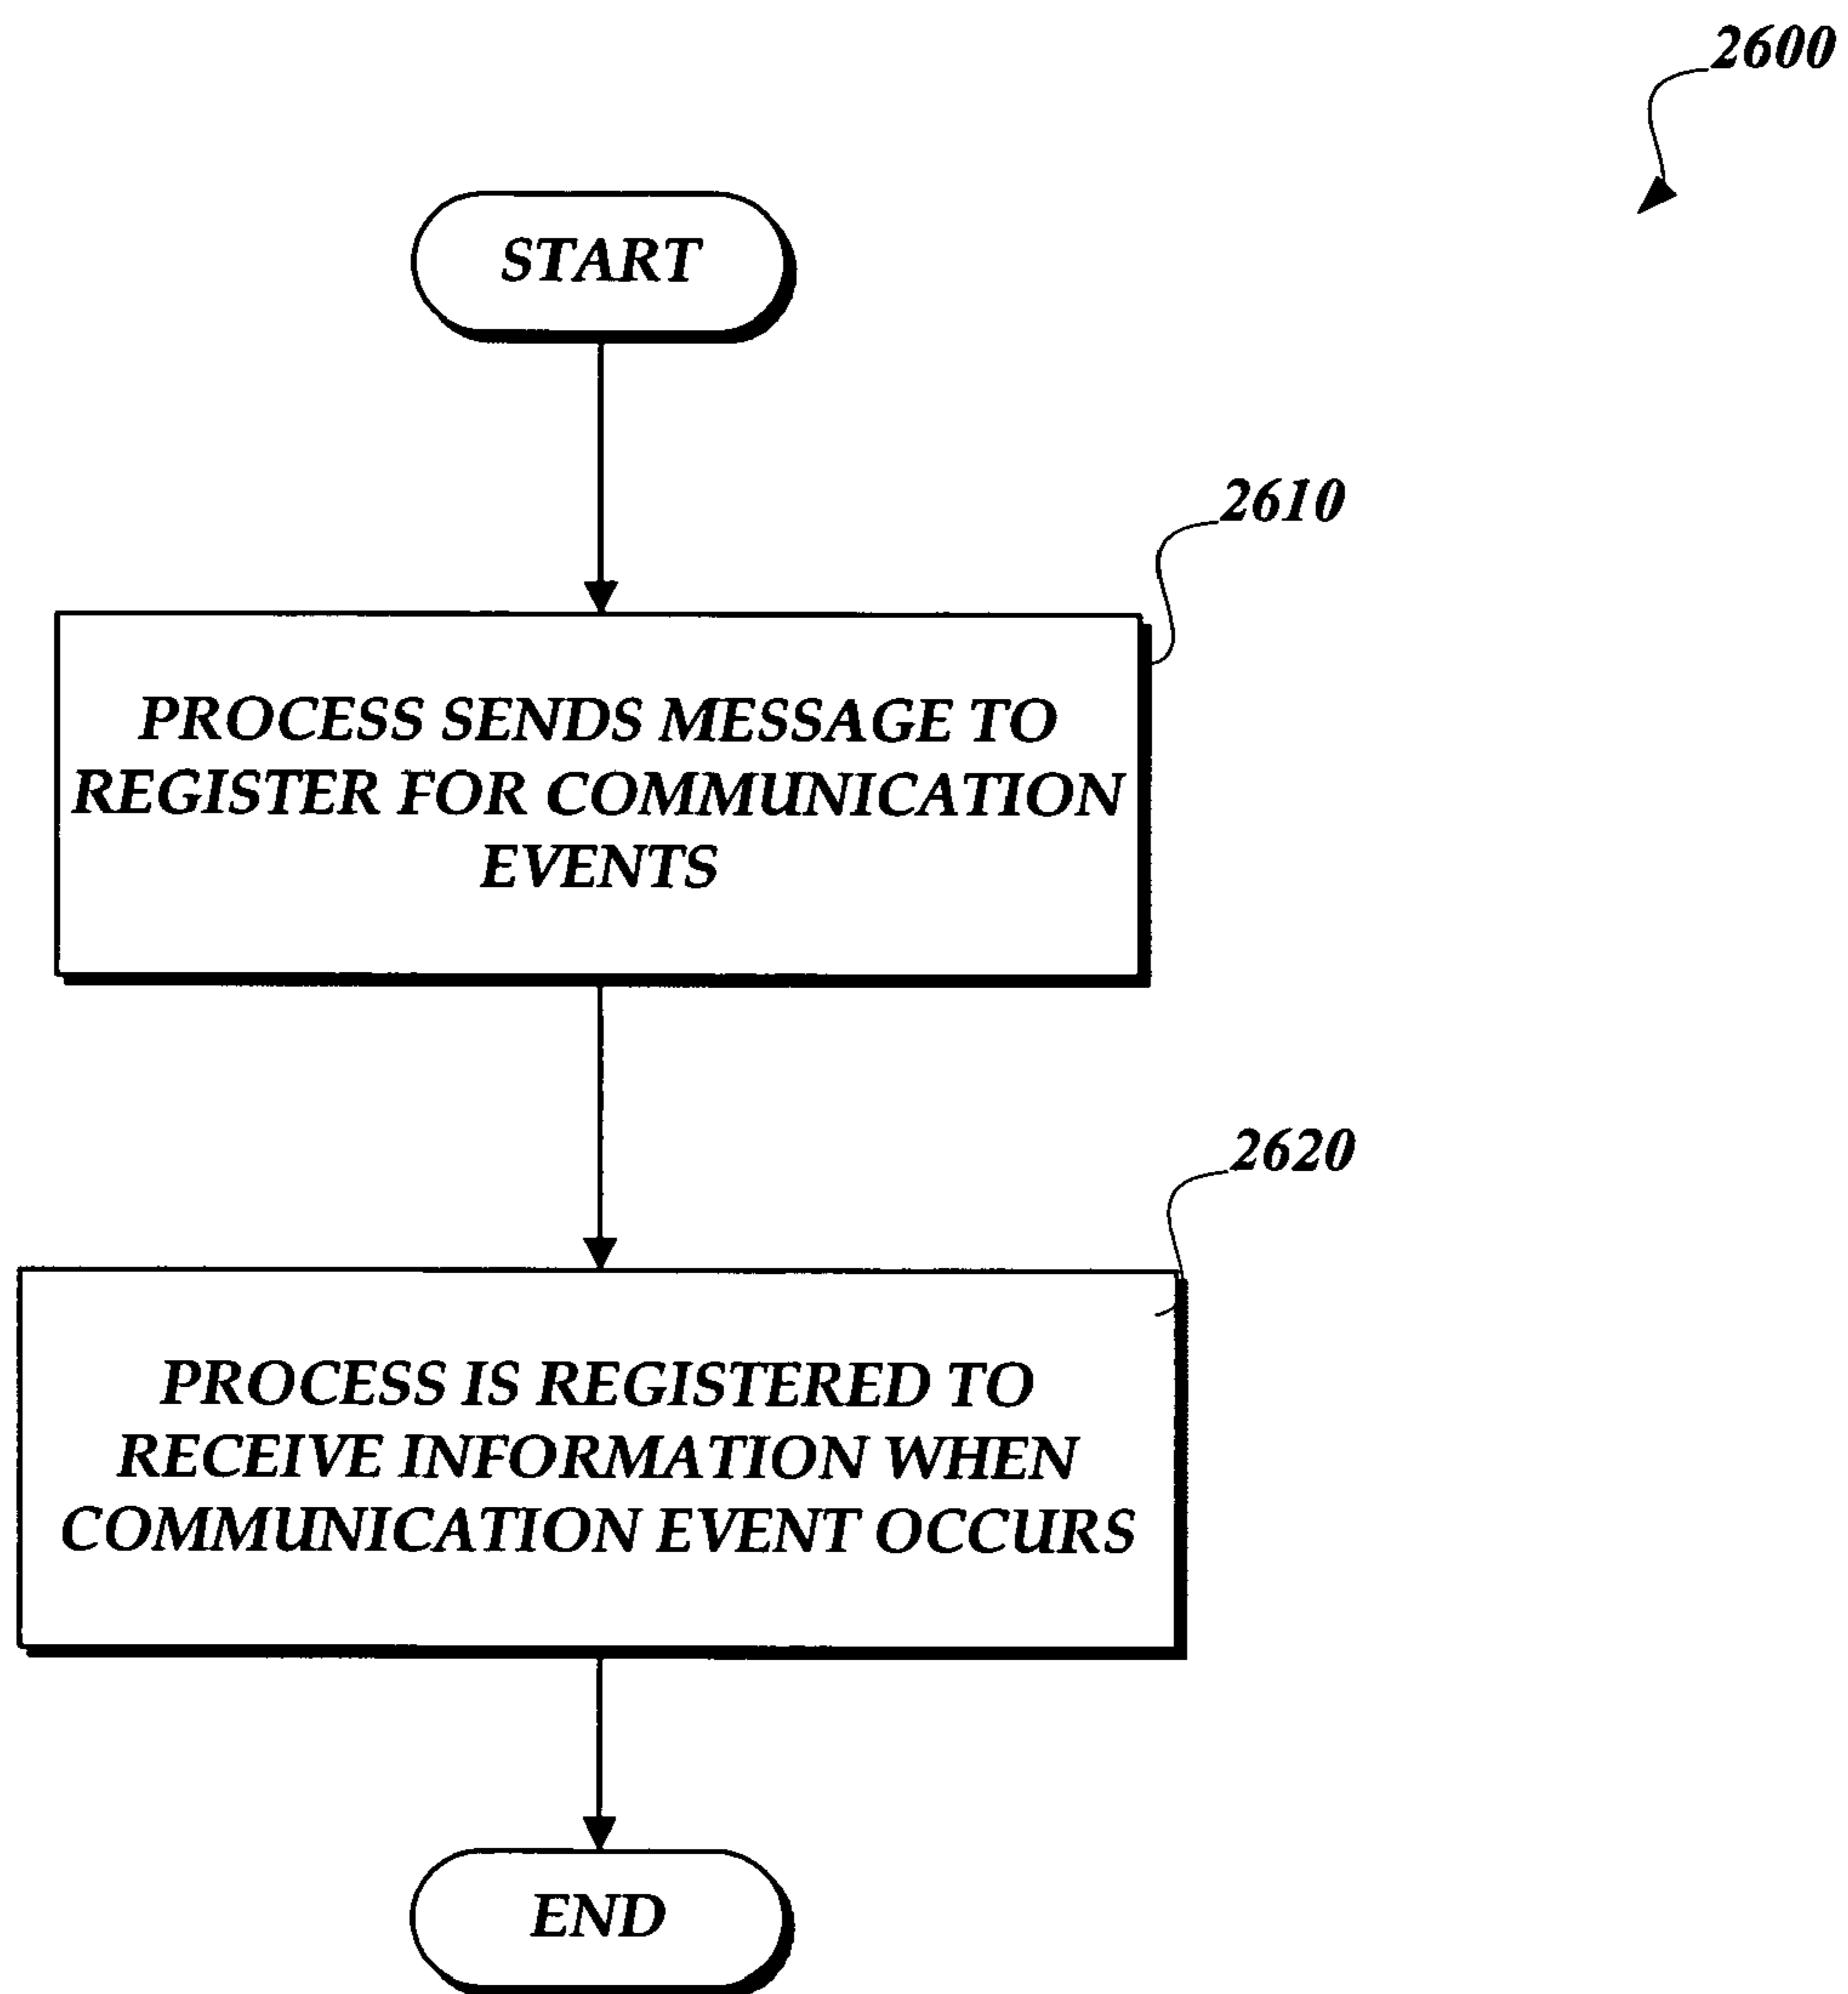 2600
START
2610
PROCESS SENDS MESSAGE TO
REGISTER FOR COMMUNICATION
EVENTS
2620
PROCESS IS REGISTERED TO
RECEIVE INFORMATION WHEN
COMMUNICATION EVENT OCCURS
END